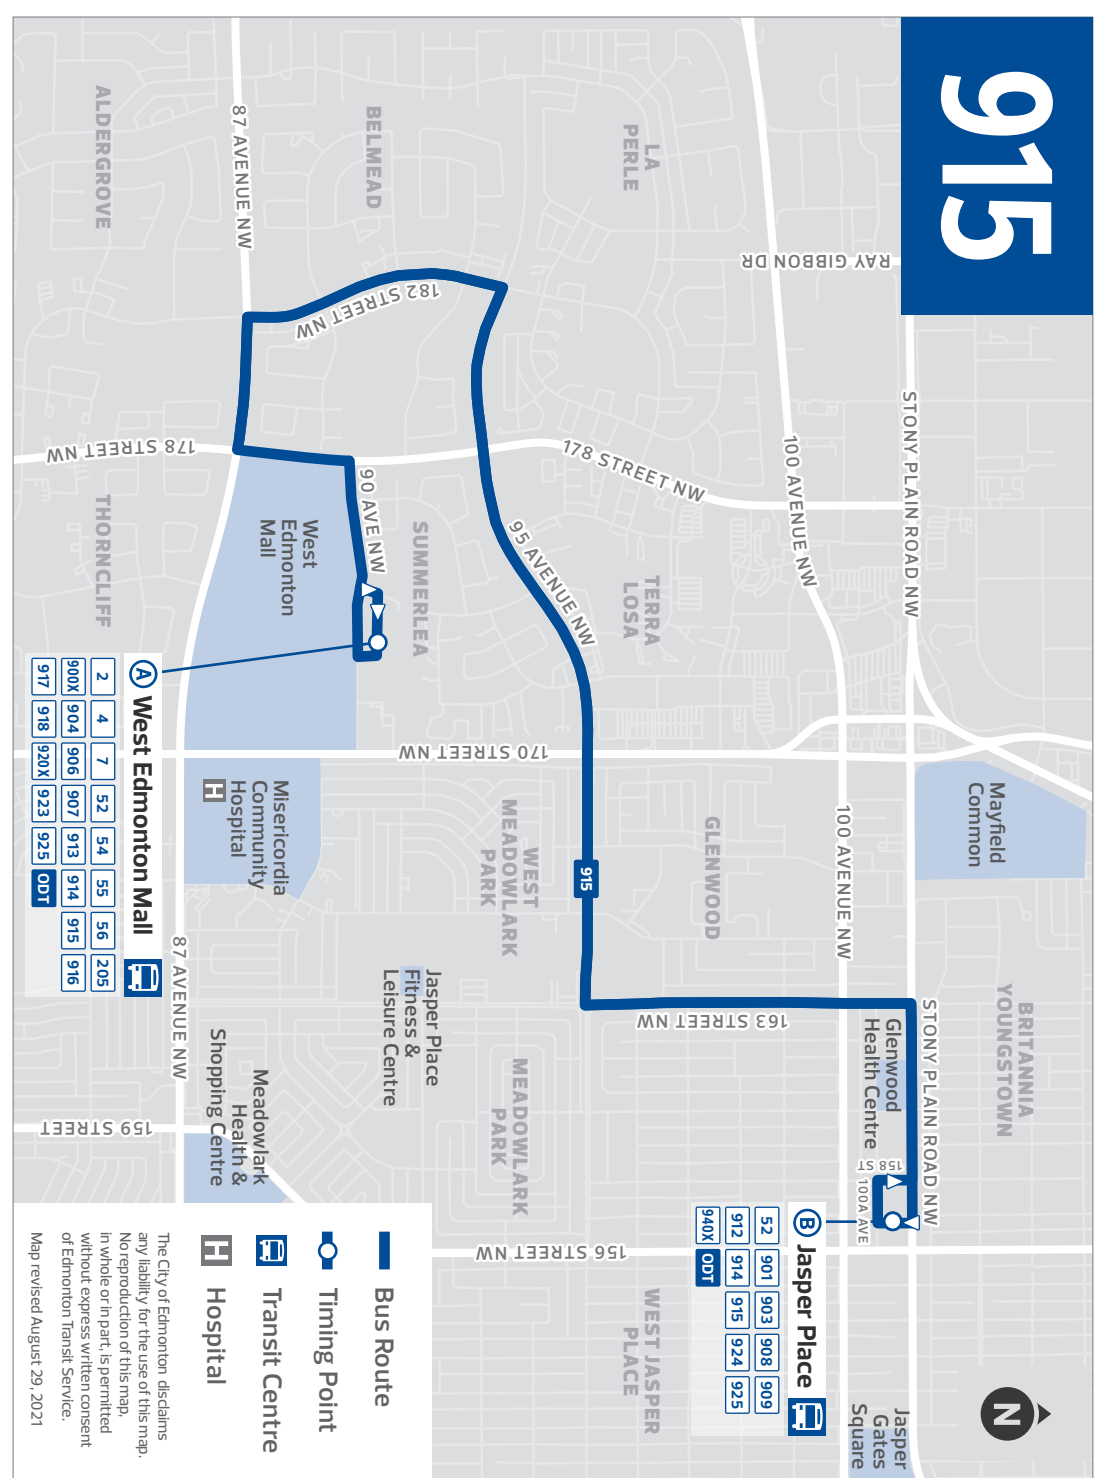 915
RAY GIBBON DR
STONY PLAIN ROAD NW
100 AVENUE NW
LA
PERLE
BELMEAD
87 AVENUE NW
ALDERGROVE
182 STREET NW
178 STREET NW
178 STREET NW
95 AVENUE NW
90 AVE NW
SUMMERLEA
TERRA
LOSA
THORNCLIFF
West
Edmonton
Mall
170 STREET NW
Mayfield
Common
100 AVENUE NW
GLENWOOD
WEST
MEADOWLARK
PARK
915
Misericordia
Community
Hospital
H
87 AVENUE NW
A West Edmonton Mall
2 4 7 52 54 55 56 205
900X 904 906 907 913 914 915 916
917 918 920X 923 925 ODT
BRITANNIA
YOUNGSTOWN
STONY PLAIN ROAD NW
Glenwood
Health Centre
163 STREET NW
158 ST
100A AVE
Jasper Place
Fitness &
Leisure Centre
MEADOWLARK
PARK
Meadowlark
Health &
Shopping Centre
159 STREET
156 STREET NW
B Jasper Place
52 901 903 908 909
912 914 915 924 925
940X ODT
WEST JASPER
PLACE
Jasper
Gates
Square
N
Bus Route
Timing Point
Transit Centre
H Hospital
The City of Edmonton disclaims
any liability for the use of this map.
No reproduction of this map,
in whole or in part, is permitted
without express written consent
of Edmonton Transit Service.
Map revised August 29, 2021